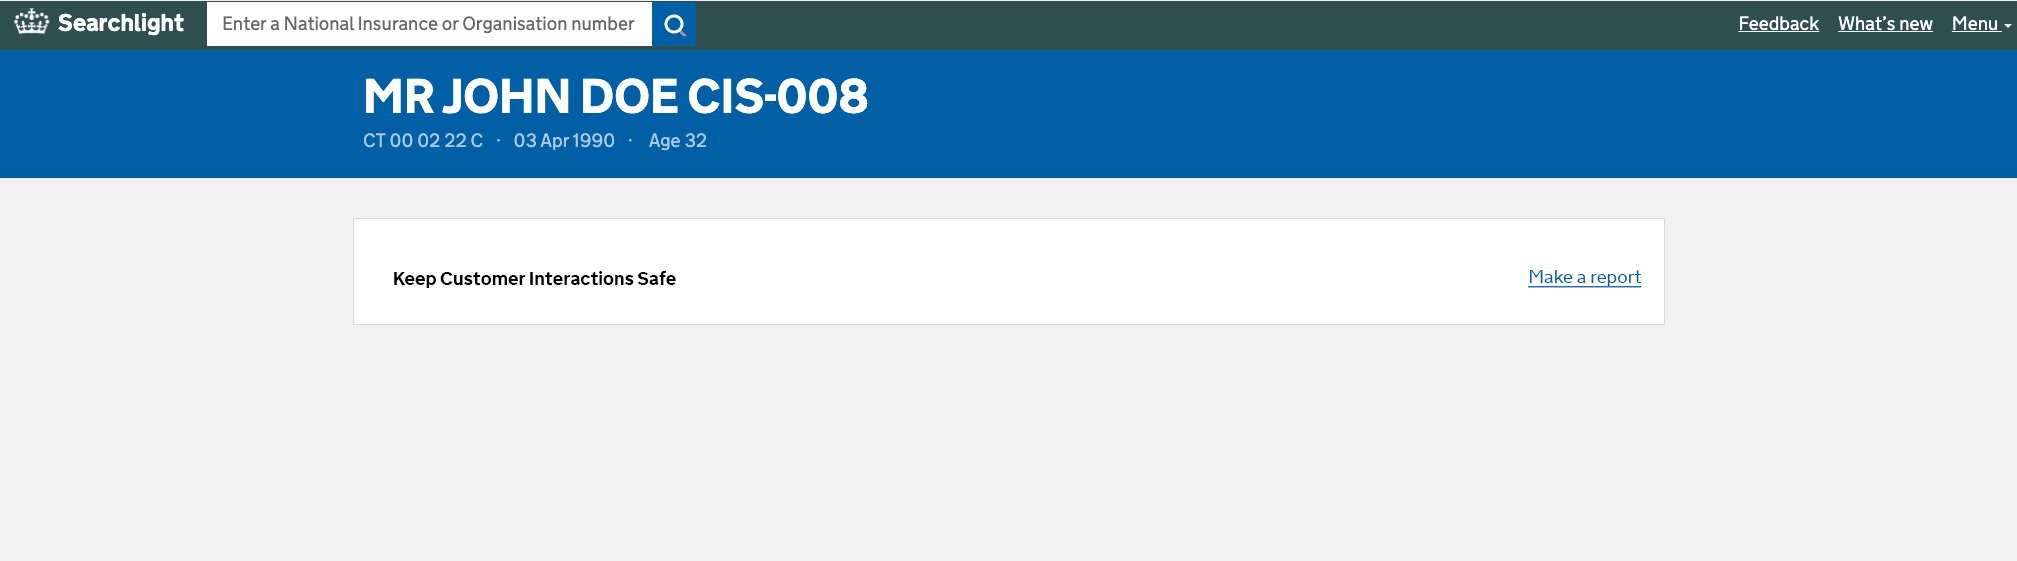 Searchlight
Enter a National Insurance or Organisation number
Feedback What's new Menu
MR JOHN DOE CIS-008
CT 00 02 22 C · 03 Apr 1990 · Age 32
Keep Customer Interactions Safe
Make a report